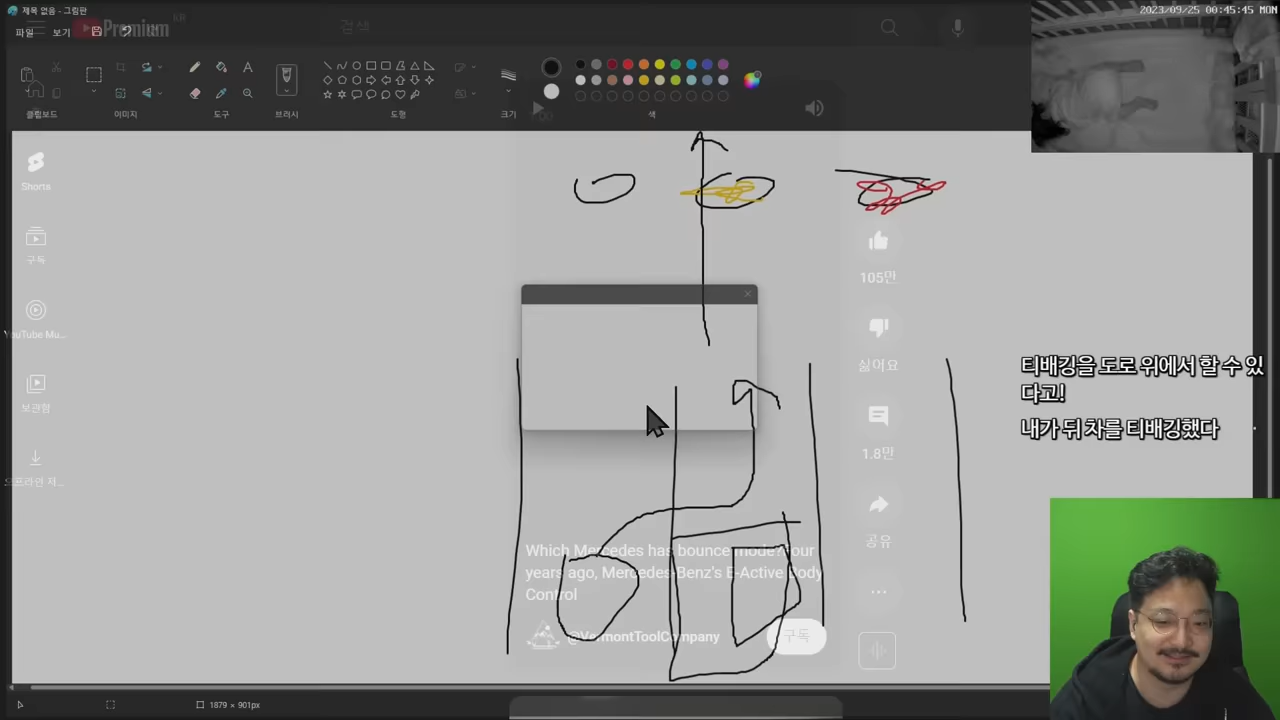 제목 없음 - 그림판
2023/09/25 00:45:45 MON
Premium
KR
검색
파일
보기
클립보드
이미지
도구
브러시
도형
크기
색
Shorts
구독
YouTube Mu...
보관함
105만
싫어요
1.8만
공유
티배깅을 도로 위에서 할 수 있
다고!
내가 뒤 차를 티배깅했다
Which Mercedes has bounce mode?Four
years ago, Mercedes-Benz's E-Active Body
Control
@VermontToolCompany
구독
1879 × 901px